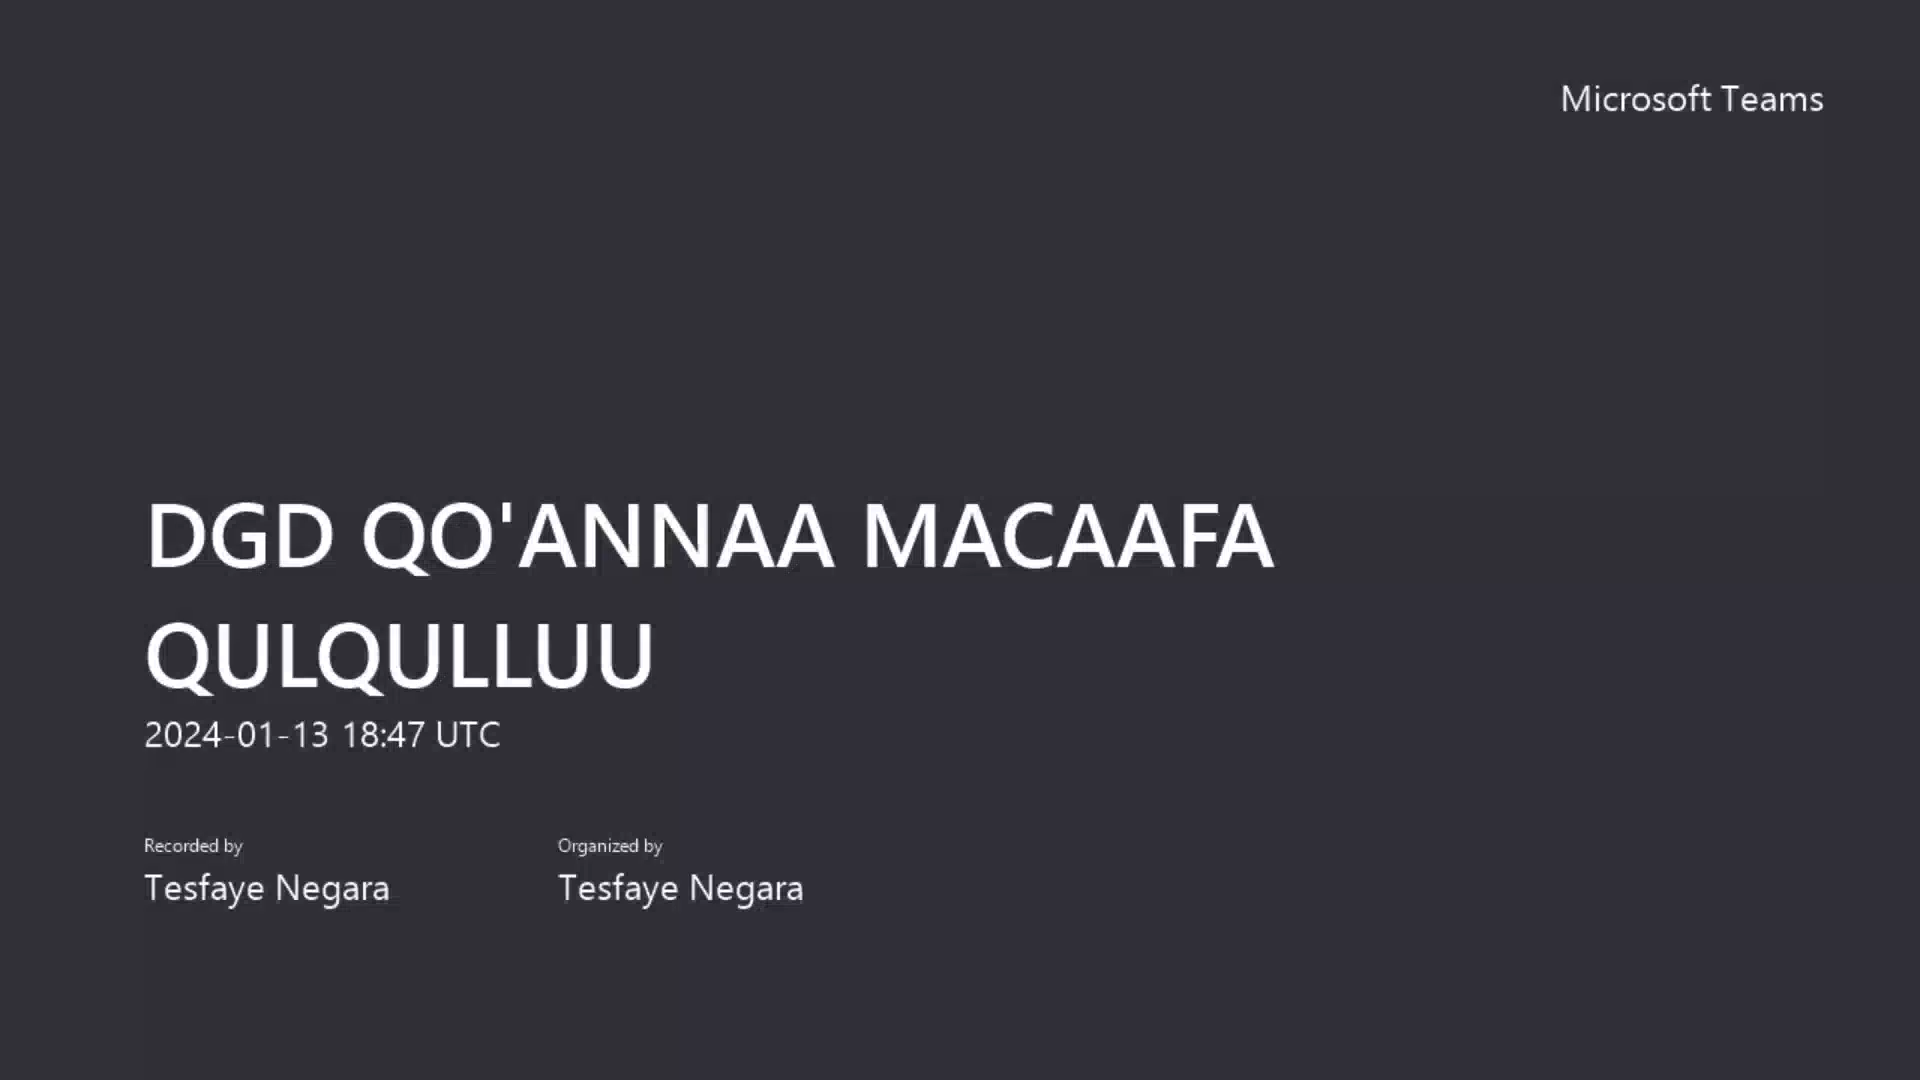 Microsoft Teams
DGD QO'ANNAA MACAAFA
QULQULLUU
2024-01-13 18:47 UTC
Recorded by
Organized by
Tesfaye Negara
Tesfaye Negara